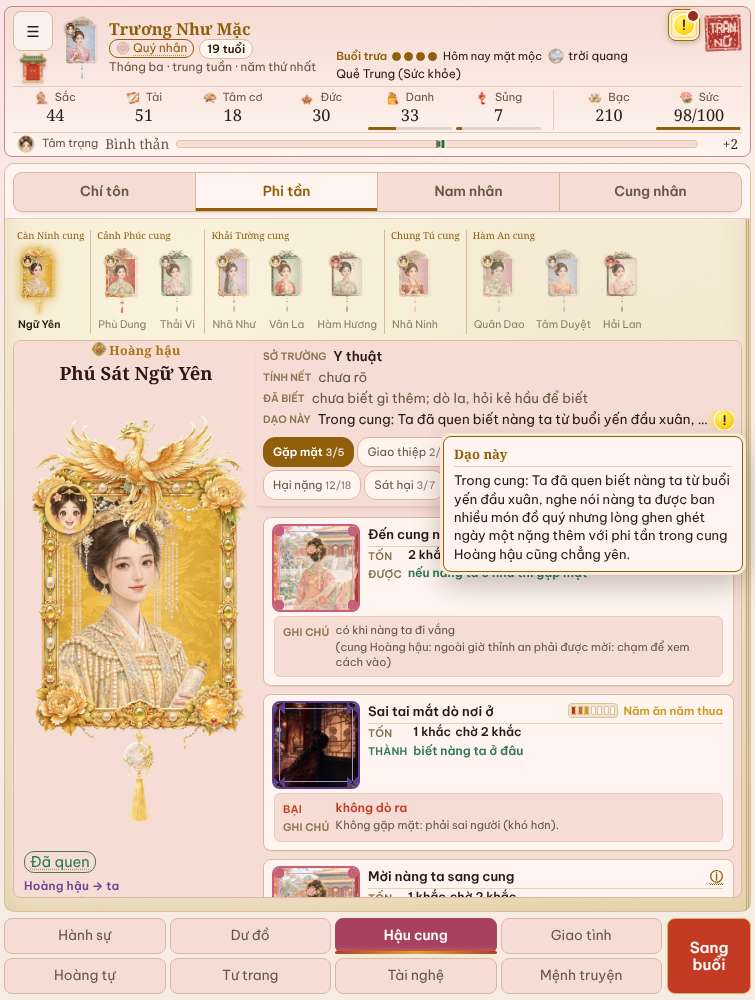 ☰
Trương Như Mặc
Quý nhân 19 tuổi
Tháng ba · trung tuần · năm thứ nhất
Buổi trưa Hôm nay mặt mộc trời quang
Quẻ Trung (Sức khỏe)
!
TRÂN NỮ
Sắc Tài Tâm cơ Đức Danh Sủng Bạc Sức
44 51 18 30 33 7 210 98/100
Tâm trạng Bình thản +2
Chí tôn Phi tần Nam nhân Cung nhân
Càn Ninh cung Cảnh Phúc cung Khải Tường cung Chung Tú cung Hàm An cung
Ngữ Yên Phù Dung Thải Vi Nhã Như Vân La Hàm Hương Nhã Ninh Quân Dao Tâm Duyệt Hải Lan
Hoàng hậu
Phú Sát Ngữ Yên
SỞ TRƯỜNG Y thuật
TÍNH NẾT chưa rõ
ĐÃ BIẾT chưa biết gì thêm; dò la, hỏi kẻ hầu để biết
DẠO NÀY Trong cung: Ta đã quen biết nàng ta từ buổi yến đầu xuân, ... !
Gặp mặt 3/5 Giao thiệp 2/
Hại nặng 12/18 Sát hại 3/7
Dạo này
Trong cung: Ta đã quen biết nàng ta từ buổi
yến đầu xuân, nghe nói nàng ta được ban
nhiều món đồ quý nhưng lòng ghen ghét
ngày một nặng thêm với phi tần trong cung
Hoàng hậu cũng chẳng yên.
Đến cung n
TỐN 2 khắ
ĐƯỢC nếu nàng ta ở nhà thì gặp mặt
GHI CHÚ có khi nàng ta đi vắng
(cung Hoàng hậu: ngoài giờ thỉnh an phải được mời: chạm để xem
cách vào)
Sai tai mắt dò nơi ở Năm ăn năm thua
TỐN 1 khắc chờ 2 khắc
THÀNH biết nàng ta ở đâu
BẠI không dò ra
GHI CHÚ Không gặp mặt: phải sai người (khó hơn).
Mời nàng ta sang cung ⓘ
TỐN 1 khắc chờ 2 khắc
Đã quen
Hoàng hậu → ta
Hành sự Dư đồ Hậu cung Giao tình
Hoàng tự Tư trang Tài nghệ Mệnh truyện
Sang
buổi